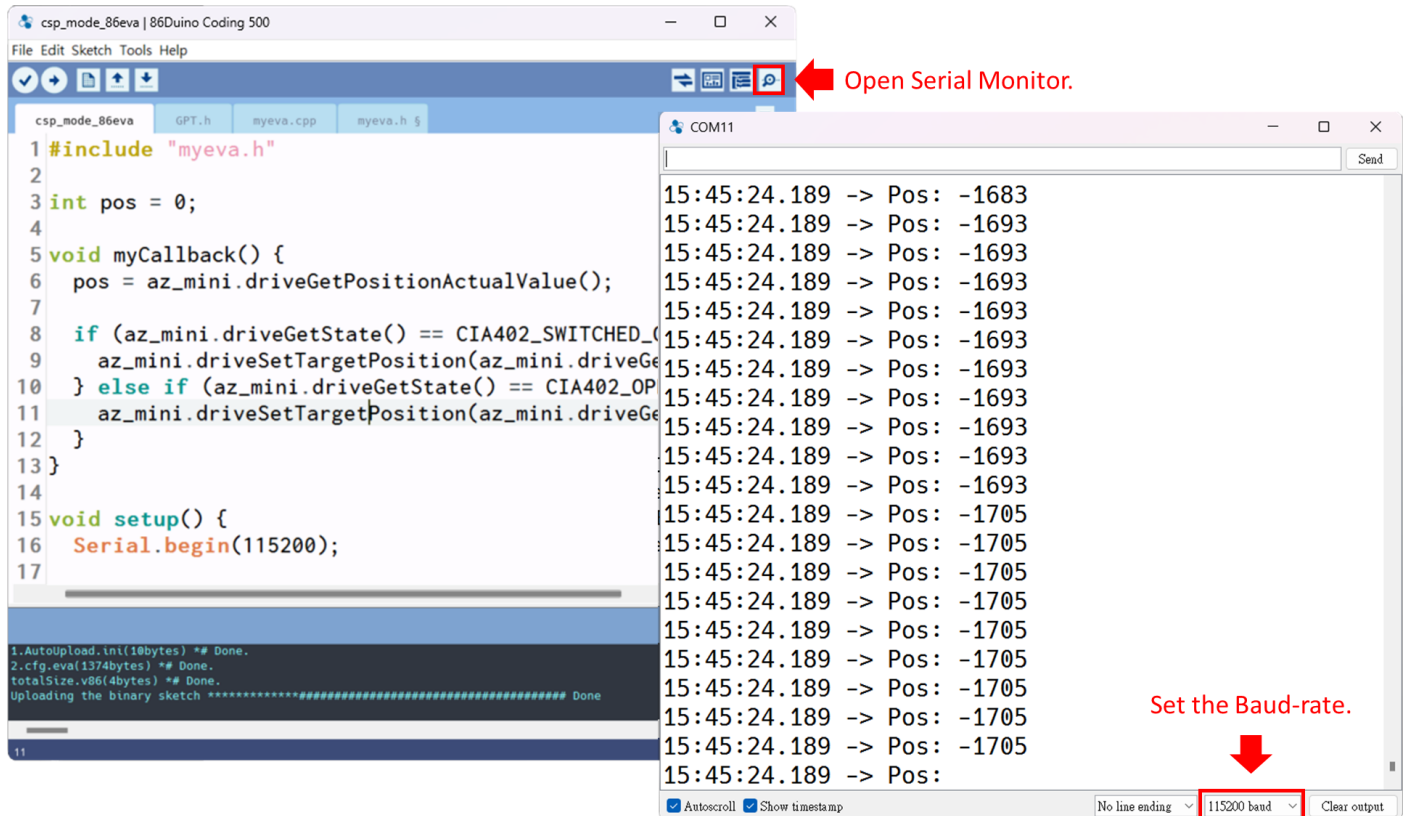 csp_mode_86eva | 86Duino Coding 500
File Edit Sketch Tools Help
Open Serial Monitor.
csp_mode_86eva GPT.h myeva.cpp myeva.h §
1 #include "myeva.h"
2
3 int pos = 0;
4
5 void myCallback() {
6 pos = az_mini.driveGetPositionActualValue();
7
8 if (az_mini.driveGetState() == CIA402_SWITCHED_
9 az_mini.driveSetTargetPosition(az_mini.driveGe
10 } else if (az_mini.driveGetState() == CIA402_OP
11 az_mini.driveSetTargetPosition(az_mini.driveGe
12 }
13 }
14
15 void setup() {
16 Serial.begin(115200);
17
1.AutoUpload.ini(10bytes) *# Done.
2.cfg.eva(1374bytes) *# Done.
totalSize.v86(4bytes) *# Done.
Uploading the binary sketch *************###################################### Done
11
COM11
Send
15:45:24.189 -> Pos: -1683
15:45:24.189 -> Pos: -1693
15:45:24.189 -> Pos: -1693
15:45:24.189 -> Pos: -1693
15:45:24.189 -> Pos: -1693
15:45:24.189 -> Pos: -1693
15:45:24.189 -> Pos: -1693
15:45:24.189 -> Pos: -1693
15:45:24.189 -> Pos: -1693
15:45:24.189 -> Pos: -1693
15:45:24.189 -> Pos: -1693
15:45:24.189 -> Pos: -1705
15:45:24.189 -> Pos: -1705
15:45:24.189 -> Pos: -1705
15:45:24.189 -> Pos: -1705
15:45:24.189 -> Pos: -1705
15:45:24.189 -> Pos: -1705
15:45:24.189 -> Pos: -1705
15:45:24.189 -> Pos: -1705
15:45:24.189 -> Pos: -1705
15:45:24.189 -> Pos:
Set the Baud-rate.
Autoscroll Show timestamp No line ending 115200 baud Clear output